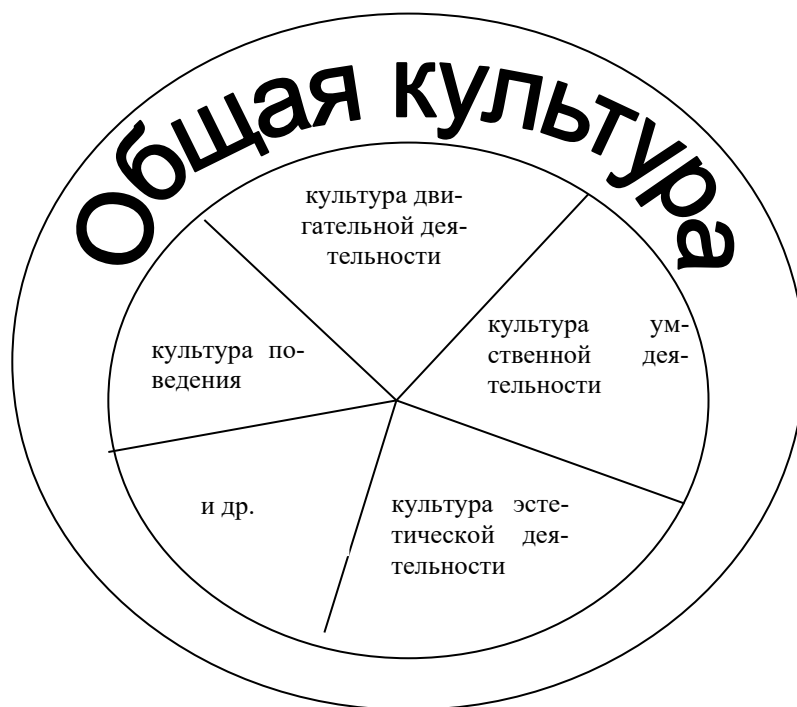 Общая культура
культура дви-
гательной дея-
тельности
культура ум-
ственной дея-
тельности
культура по-
ведения
и др.
культура эсте-
тической дея-
тельности